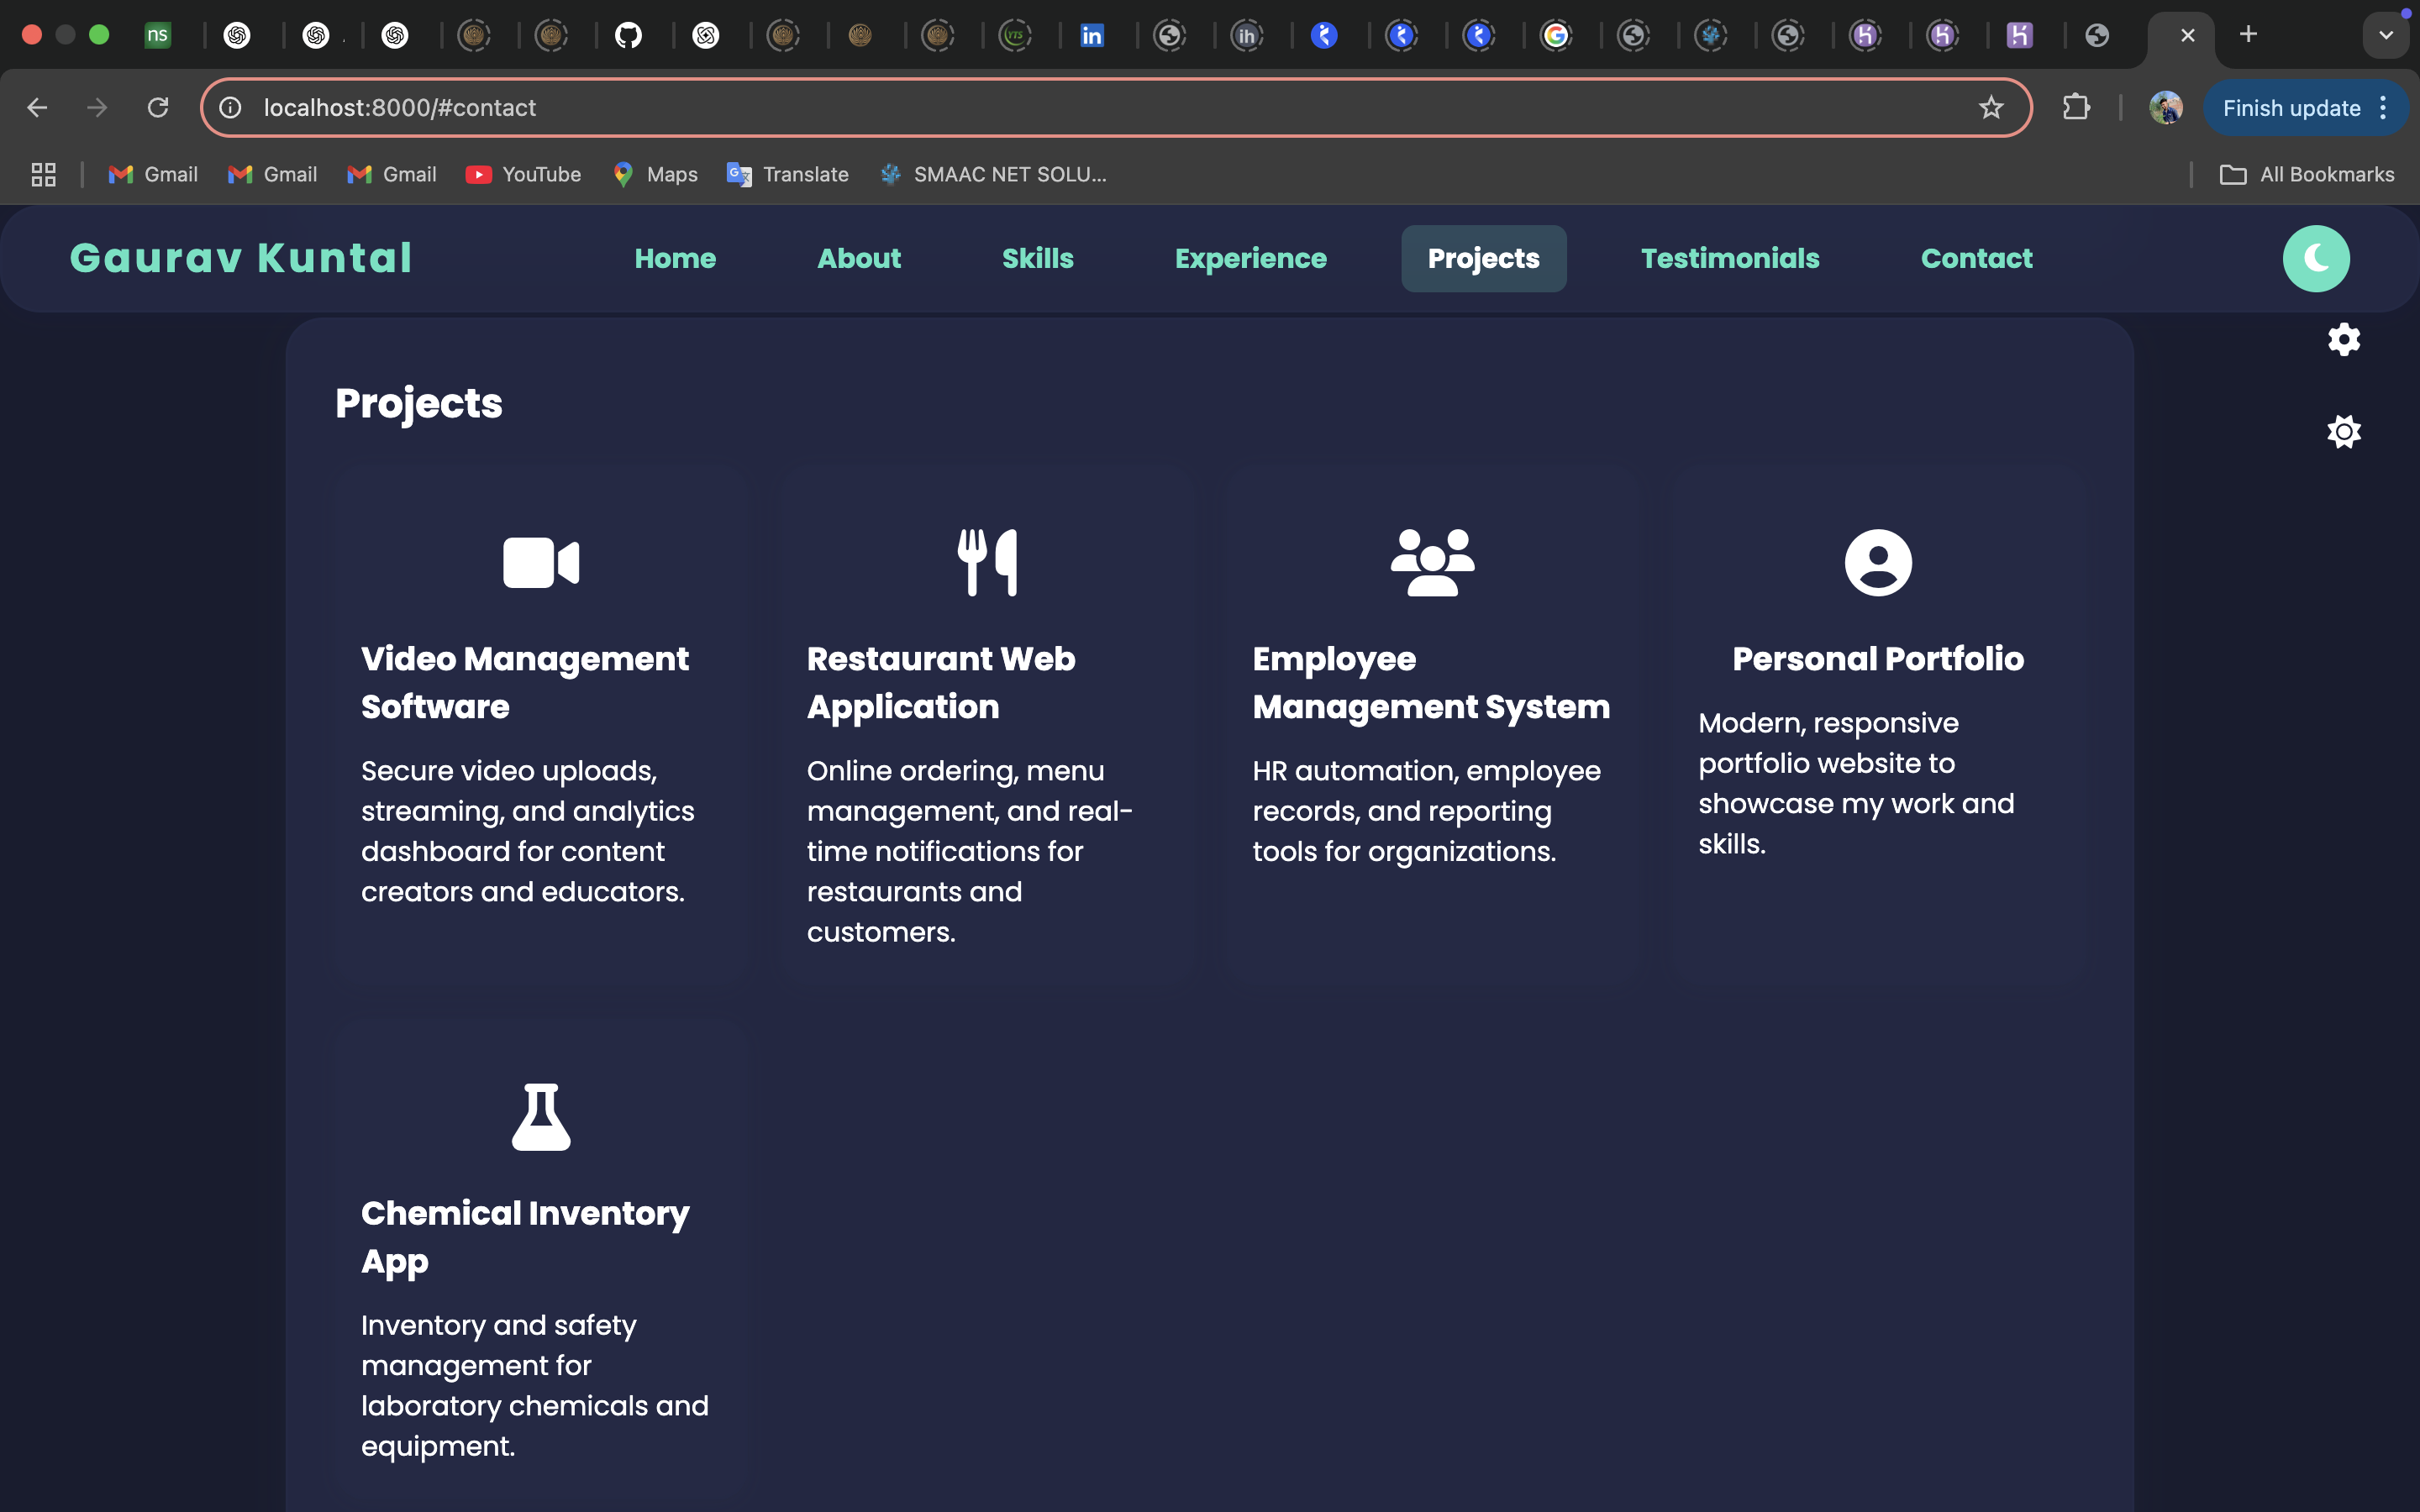 ns
YTS
in
ih
localhost:8000/#contact
Finish update
Gmail
Gmail
Gmail
YouTube
Maps
Translate
SMAAC NET SOLU...
All Bookmarks
Gaurav Kuntal
Home
About
Skills
Experience
Projects
Testimonials
Contact
Projects
Video Management
Software
Secure video uploads,
streaming, and analytics
dashboard for content
creators and educators.
Restaurant Web
Application
Online ordering, menu
management, and real-
time notifications for
restaurants and
customers.
Employee
Management System
HR automation, employee
records, and reporting
tools for organizations.
Personal Portfolio
Modern, responsive
portfolio website to
showcase my work and
skills.
Chemical Inventory
App
Inventory and safety
management for
laboratory chemicals and
equipment.